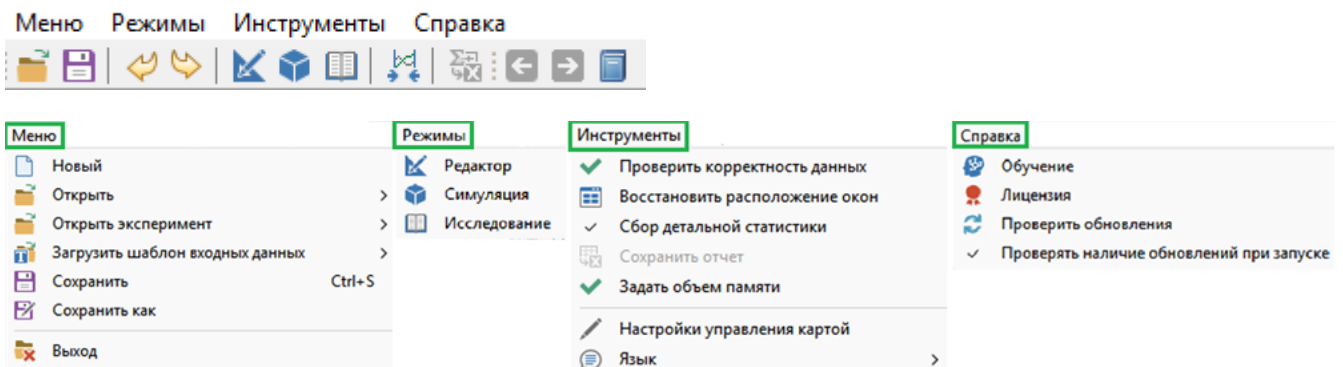 Меню Режимы Инструменты Справка
Меню
Новый
Открыть
Открыть эксперимент
Загрузить шаблон входных данных
Сохранить Ctrl+S
Сохранить как
Выход
Режимы
Редактор
Симуляция
Исследование
Инструменты
Проверить корректность данных
Восстановить расположение окон
Сбор детальной статистики
Сохранить отчет
Задать объем памяти
Настройки управления картой
Язык
Справка
Обучение
Лицензия
Проверить обновления
Проверять наличие обновлений при запуске